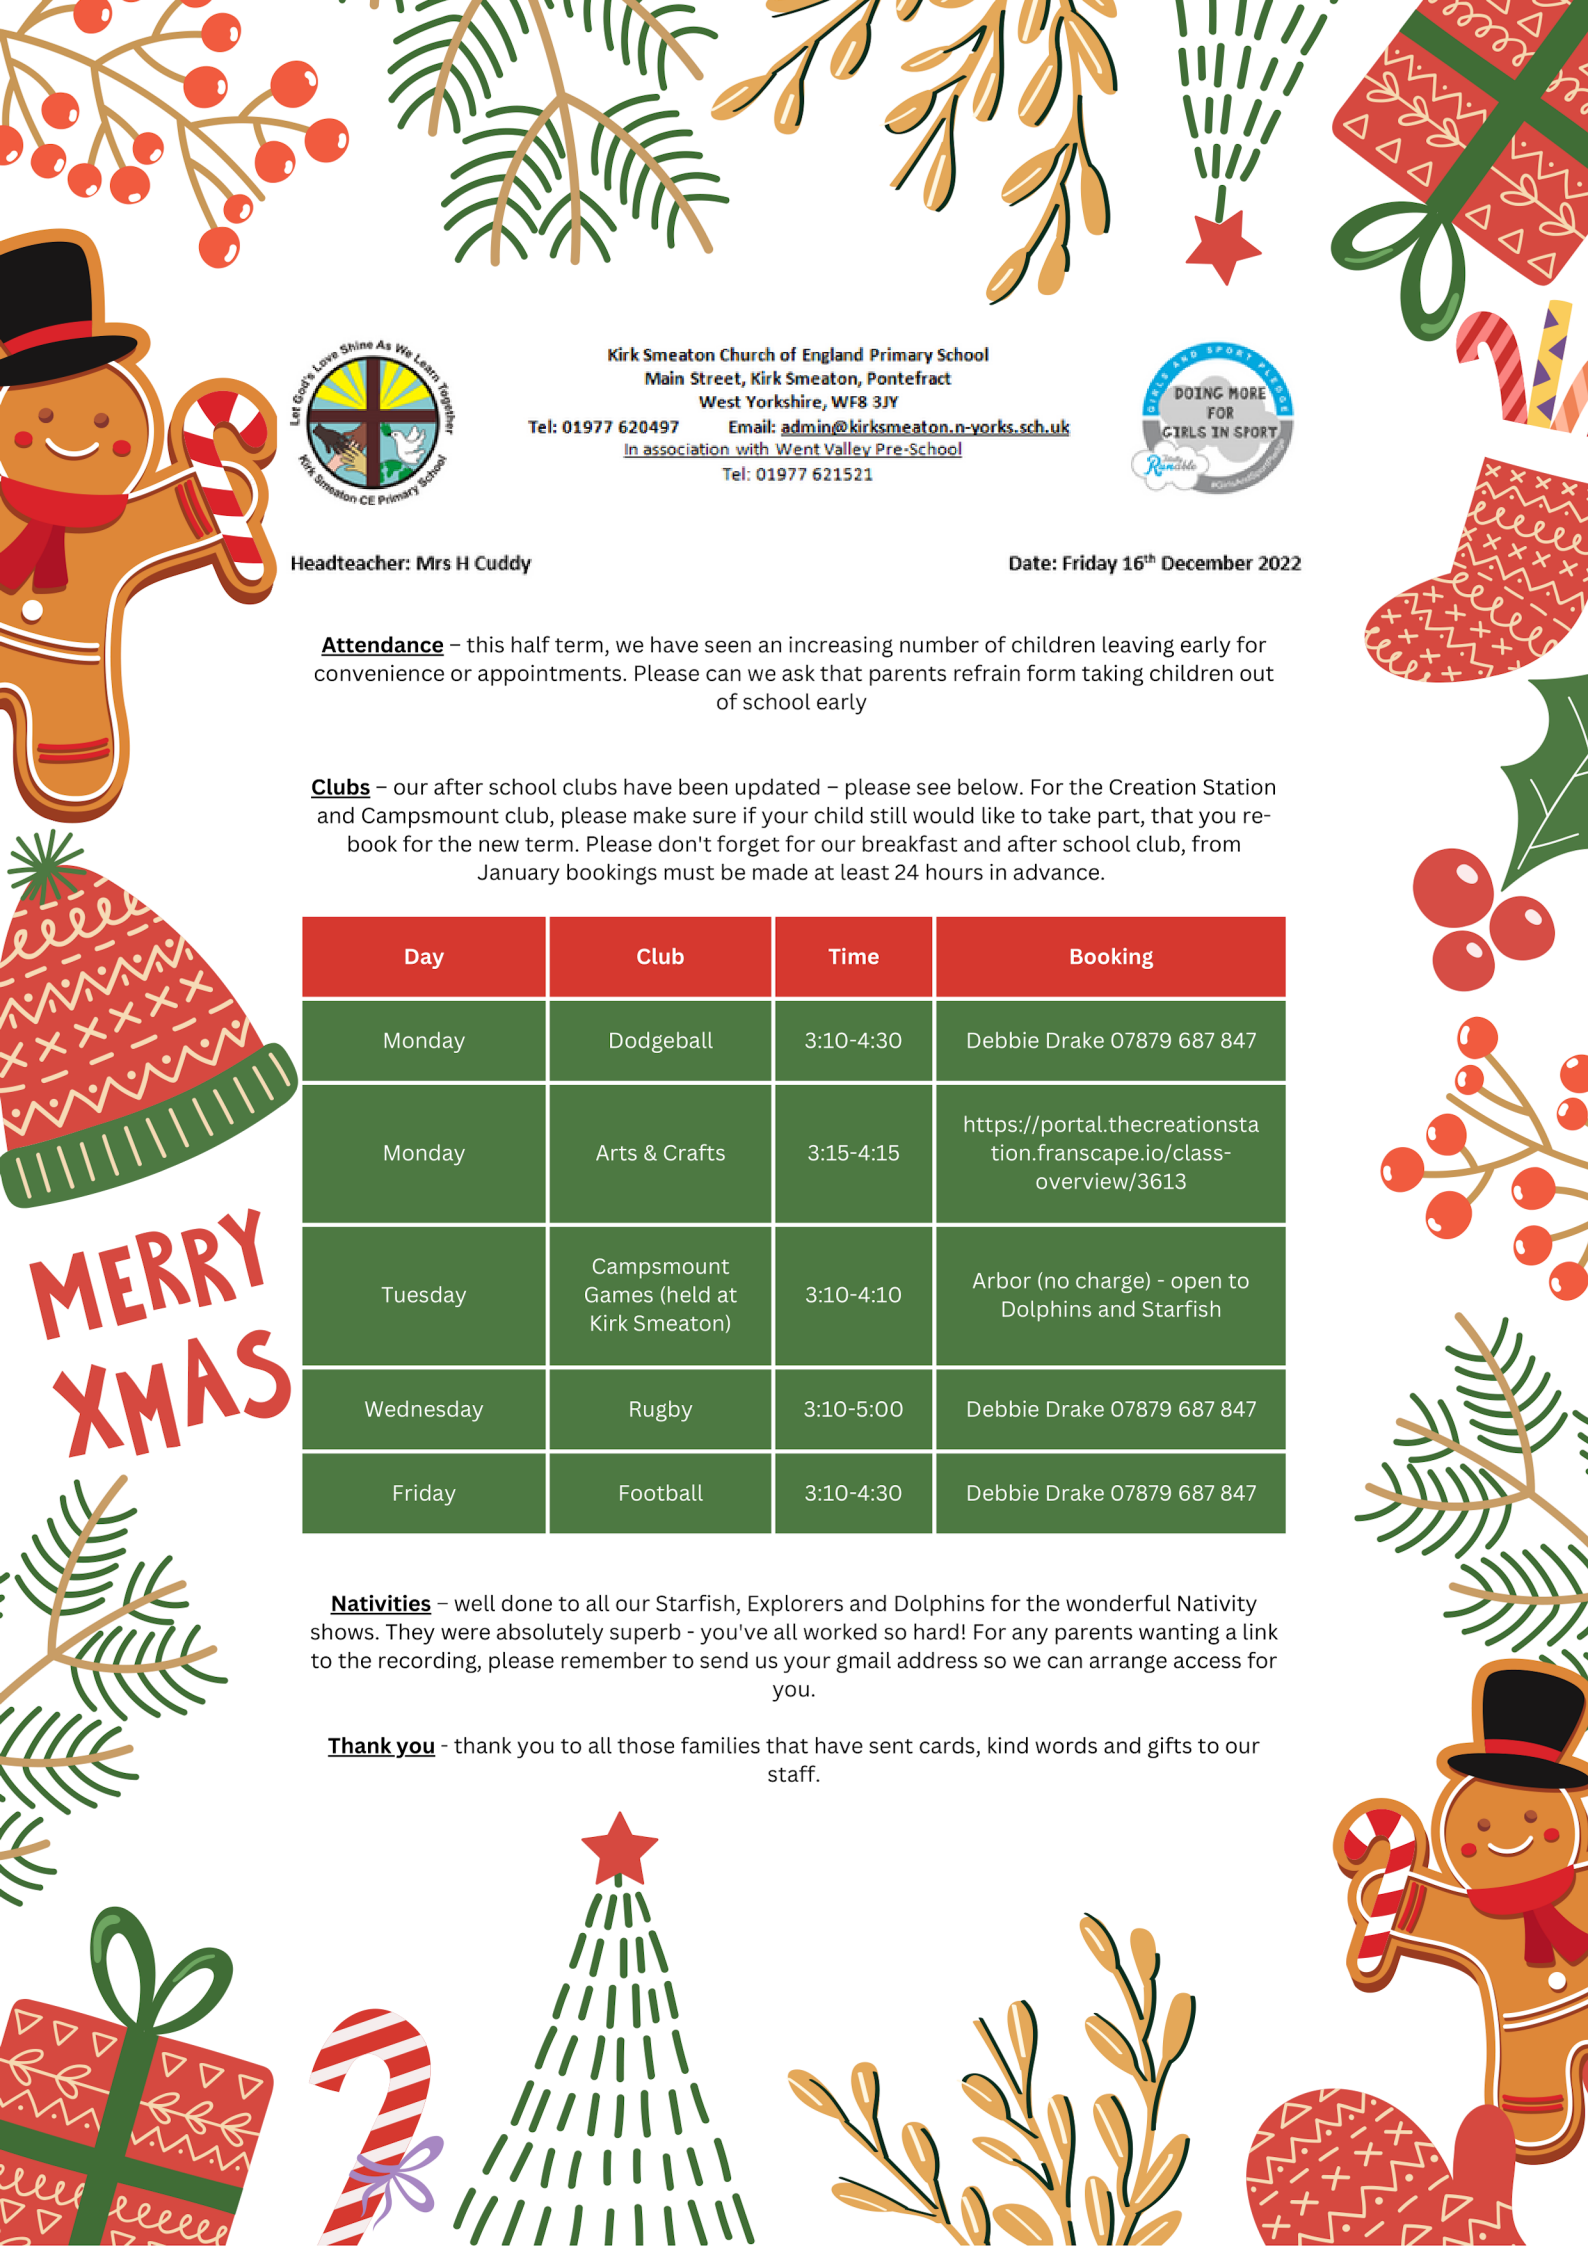 Let God's Love Shine As We Learn Together
Kirk Smeaton CE Primary School
Kirk Smeaton Church of England Primary School
Main Street, Kirk Smeaton, Pontefract
West Yorkshire, WF8 3JY
Tel: 01977 620497 Email: admin@kirksmeaton.n-yorks.sch.uk
In association with Went Valley Pre-School
Tel: 01977 621521
GIRLS AND SPORT PLEDGE
DOING MORE
FOR
GIRLS IN SPORT
Totally
Runable
#GirlsAndSportPledge
Headteacher: Mrs H Cuddy Date: Friday 16th December 2022
Attendance – this half term, we have seen an increasing number of children leaving early for
convenience or appointments. Please can we ask that parents refrain form taking children out
of school early
Clubs – our after school clubs have been updated – please see below. For the Creation Station
and Campsmount club, please make sure if your child still would like to take part, that you re-
book for the new term. Please don't forget for our breakfast and after school club, from
January bookings must be made at least 24 hours in advance.
Day Club Time Booking
Monday Dodgeball 3:10-4:30 Debbie Drake 07879 687 847
Monday Arts & Crafts 3:15-4:15 https://portal.thecreationsta
tion.franscape.io/class-
overview/3613
Tuesday Campsmount
Games (held at
Kirk Smeaton) 3:10-4:10 Arbor (no charge) - open to
Dolphins and Starfish
Wednesday Rugby 3:10-5:00 Debbie Drake 07879 687 847
Friday Football 3:10-4:30 Debbie Drake 07879 687 847
MERRY
XMAS
Nativities – well done to all our Starfish, Explorers and Dolphins for the wonderful Nativity
shows. They were absolutely superb - you've all worked so hard! For any parents wanting a link
to the recording, please remember to send us your gmail address so we can arrange access for
you.
Thank you - thank you to all those families that have sent cards, kind words and gifts to our
staff.